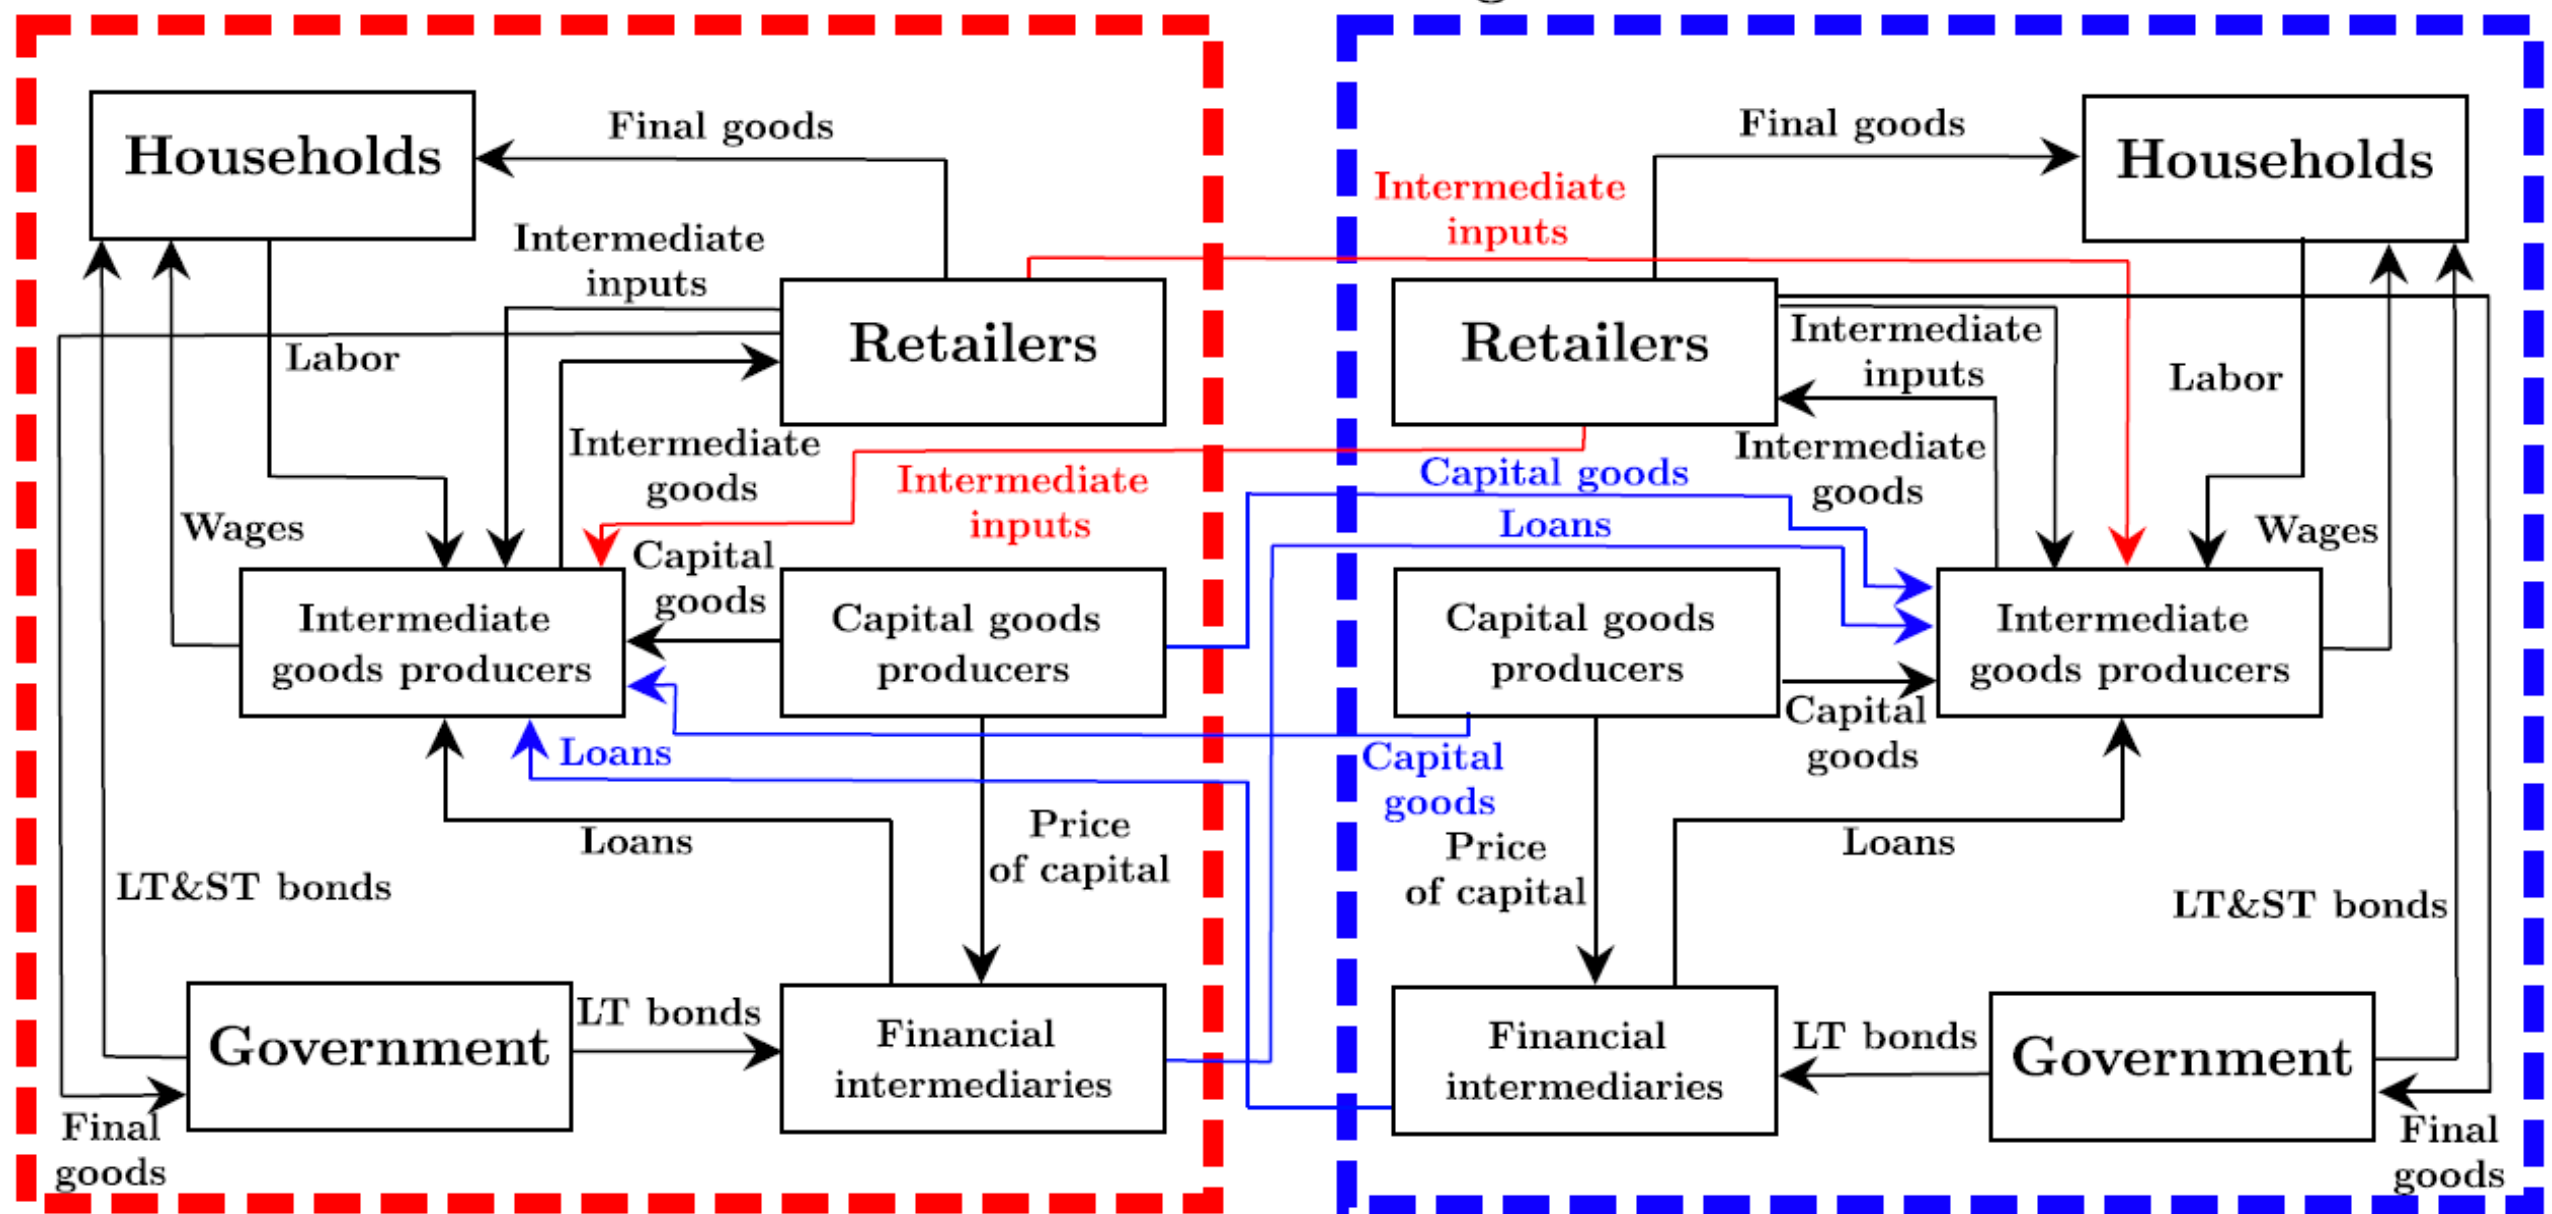 Households
Final goods
Intermediate
inputs
Labor
Retailers
Intermediate
goods
Intermediate
inputs
Wages
Capital
goods
Intermediate
goods producers
Capital goods
producers
Loans
Loans
Price
of capital
LT&ST bonds
Government
LT bonds
Financial
intermediaries
Final
goods
Final goods
Households
Intermediate
inputs
Retailers
Intermediate
inputs
Labor
Intermediate
goods
Capital goods
Loans
Wages
Capital goods
producers
Intermediate
goods producers
Capital
goods
Capital
goods
Price
of capital
Loans
LT&ST bonds
Financial
intermediaries
LT bonds
Government
Final
goods